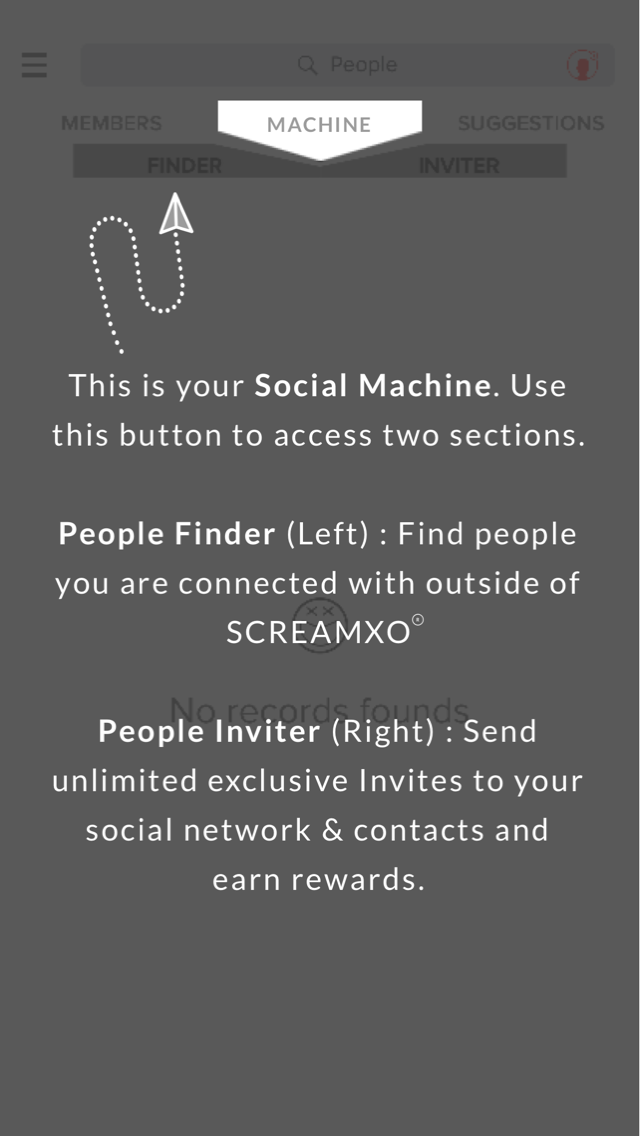 People
MEMBERS
MACHINE
SUGGESTIONS
FINDER
INVITER
This is your Social Machine. Use
this button to access two sections.
People Finder (Left) : Find people
you are connected with outside of
SCREAMXO®
No records founds
People Inviter (Right) : Send
unlimited exclusive Invites to your
social network & contacts and
earn rewards.